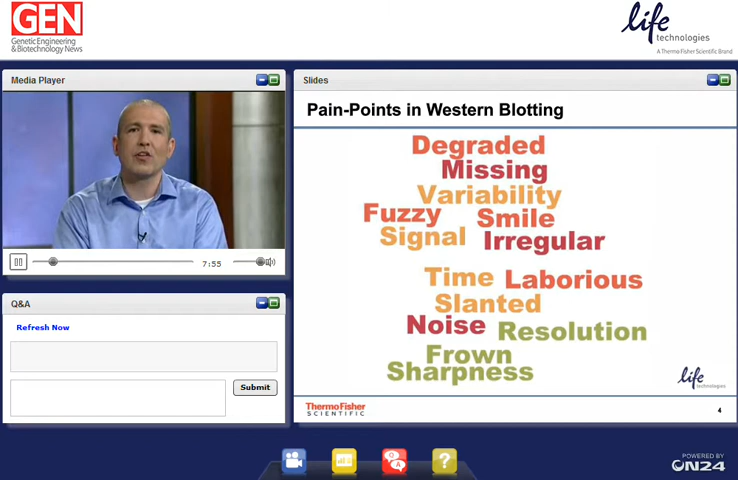 GEN
Genetic Engineering
& Biotechnology News
life
technologies
A Thermo Fisher Scientific Brand
Media Player
7:55
Q&A
Refresh Now
Submit
Slides
Pain-Points in Western Blotting
Degraded
Missing
Variability
Fuzzy Smile
Signal Irregular
Time Laborious
Slanted
Noise Resolution
Frown
Sharpness
life
technologies
ThermoFisher
SCIENTIFIC
4
Q
A
?
POWERED BY
ON24